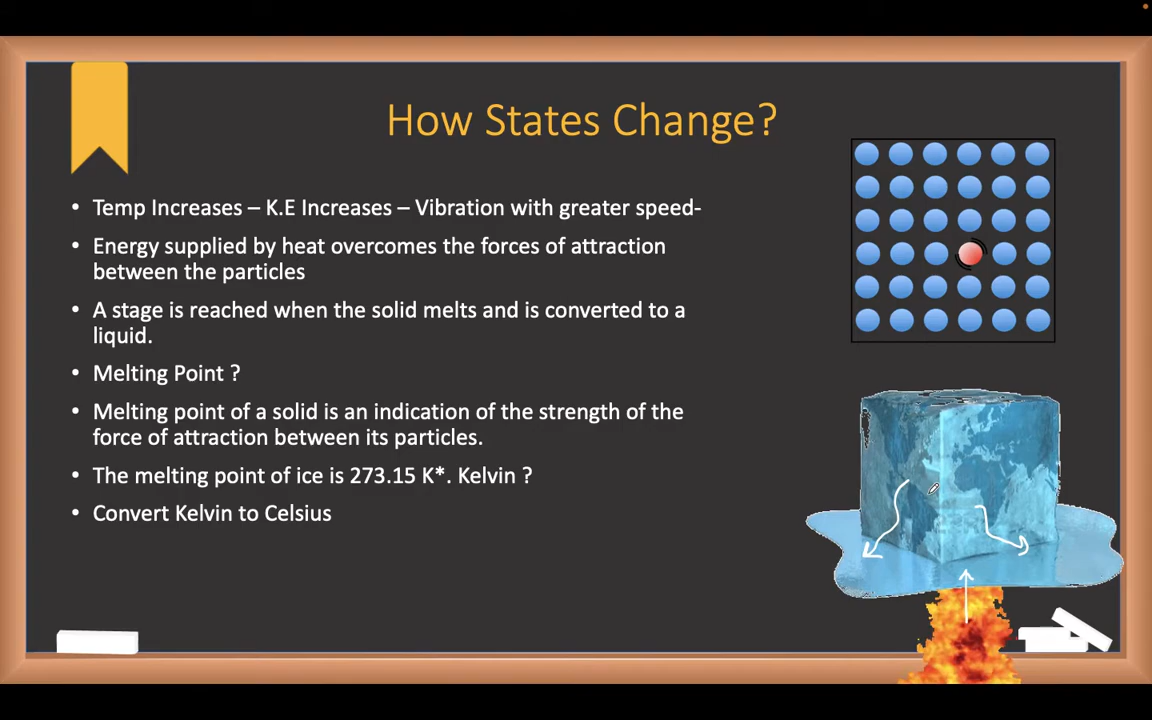 How States Change?
• Temp Increases – K.E Increases – Vibration with greater speed-
• Energy supplied by heat overcomes the forces of attraction
between the particles
• A stage is reached when the solid melts and is converted to a
liquid.
• Melting Point ?
• Melting point of a solid is an indication of the strength of the
force of attraction between its particles.
• The melting point of ice is 273.15 K*. Kelvin ?
• Convert Kelvin to Celsius